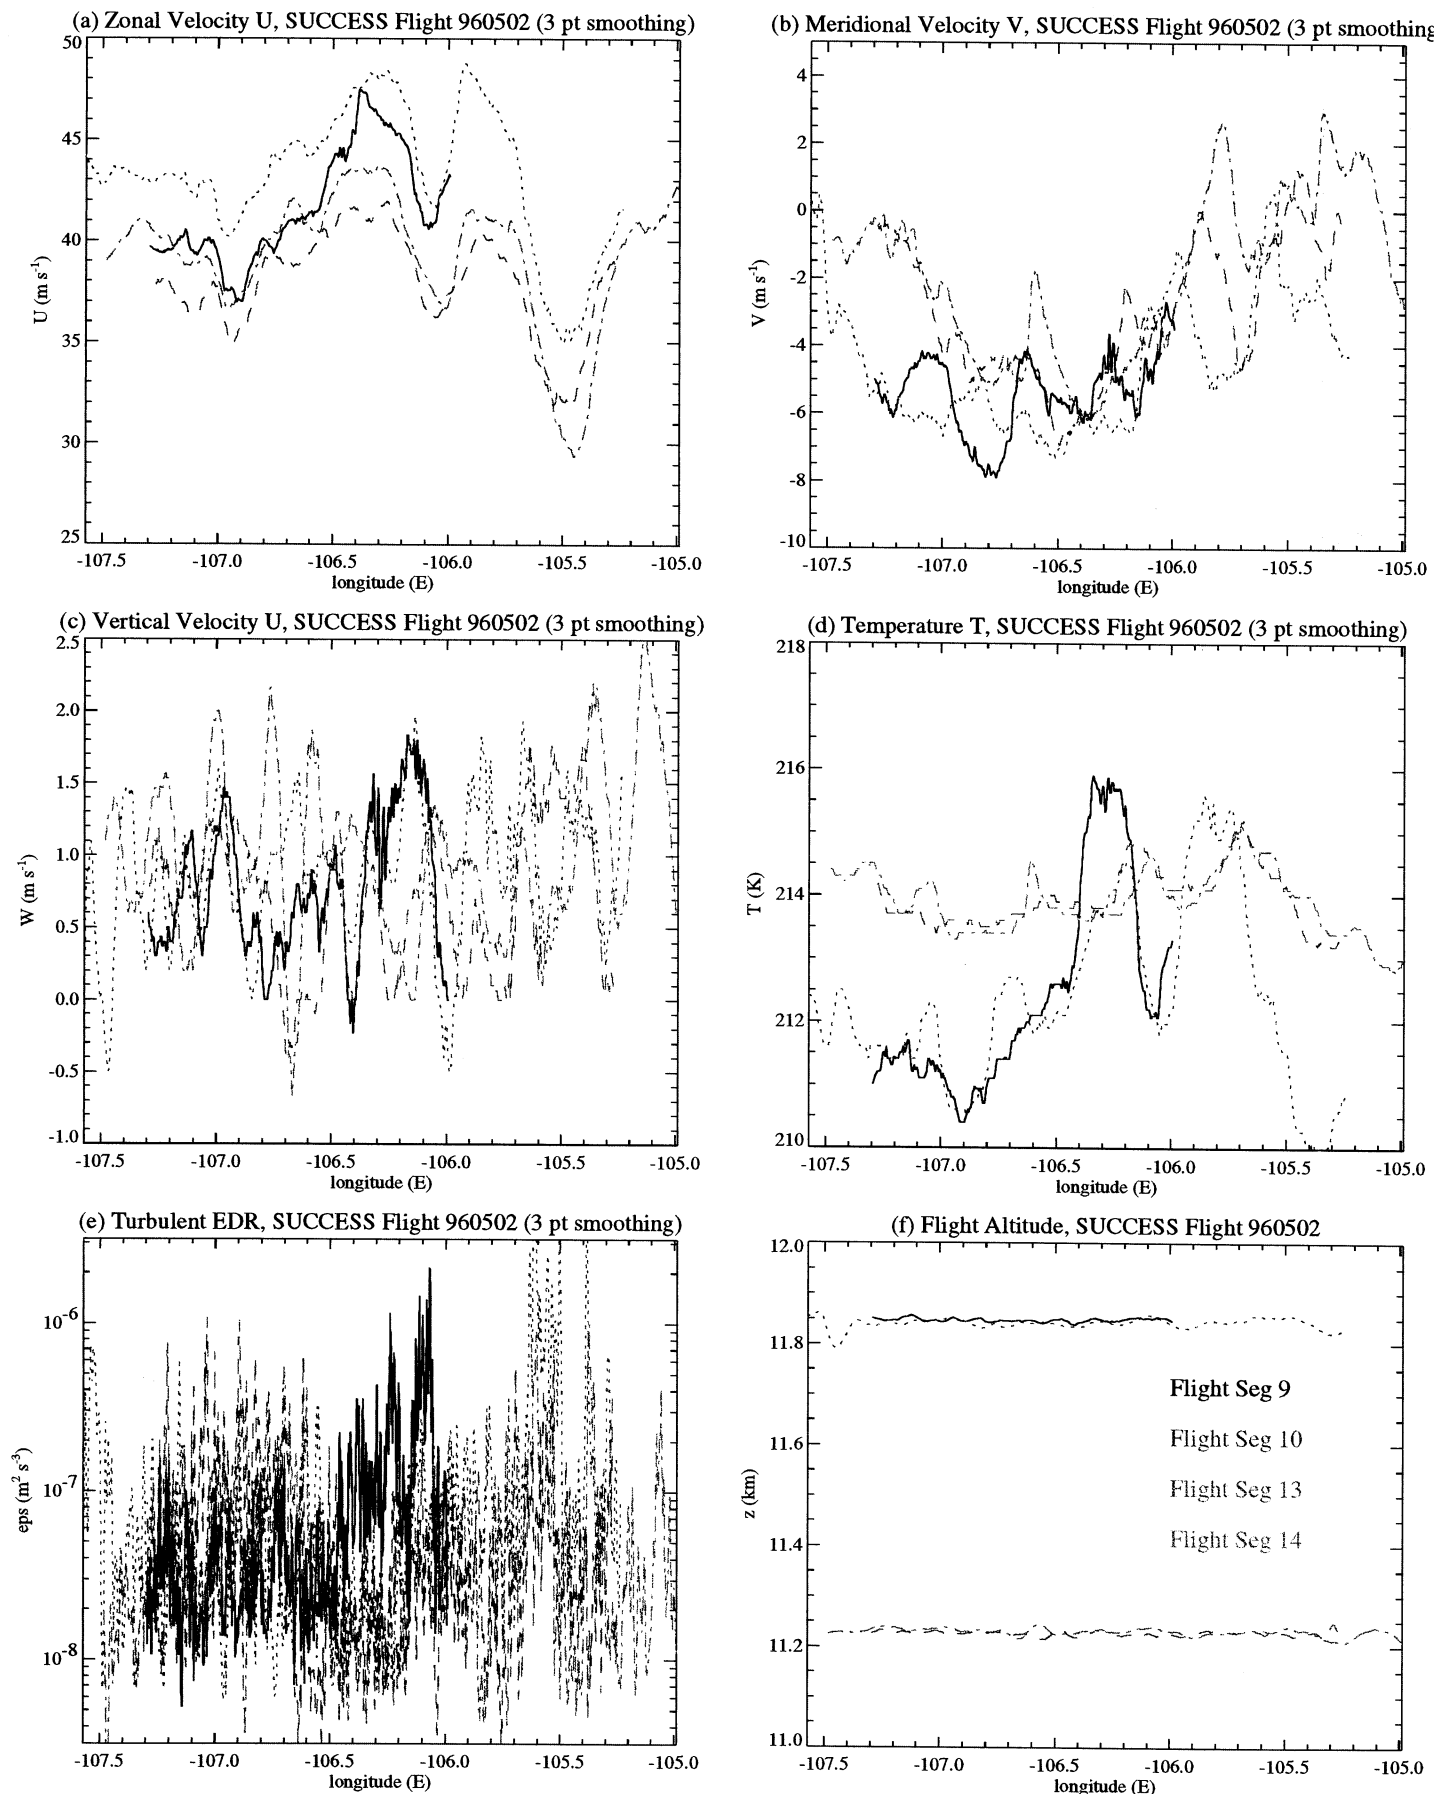 (a) Zonal Velocity U, SUCCESS Flight 960502 (3 pt smoothing)
50
45
40
35
30
25
U (m s-1)
-107.5 -107.0 -106.5 -106.0 -105.5 -105.0
longitude (E)
(b) Meridional Velocity V, SUCCESS Flight 960502 (3 pt smoothing
4
2
0
-2
-4
-6
-8
-10
V (m s-1)
-107.5 -107.0 -106.5 -106.0 -105.5 -105.0
longitude (E)
(c) Vertical Velocity U, SUCCESS Flight 960502 (3 pt smoothing)
2.5
2.0
1.5
1.0
0.5
0.0
-0.5
-1.0
W (m s-1)
-107.5 -107.0 -106.5 -106.0 -105.5 -105.0
longitude (E)
(d) Temperature T, SUCCESS Flight 960502 (3 pt smoothing)
218
216
214
212
210
T (K)
-107.5 -107.0 -106.5 -106.0 -105.5 -105.0
longitude (E)
(e) Turbulent EDR, SUCCESS Flight 960502 (3 pt smoothing)
10-6
10-7
10-8
eps (m2 s-3)
-107.5 -107.0 -106.5 -106.0 -105.5 -105.0
longitude (E)
(f) Flight Altitude, SUCCESS Flight 960502
12.0
11.8
11.6
11.4
11.2
11.0
z (km)
Flight Seg 9
Flight Seg 10
Flight Seg 13
Flight Seg 14
-107.5 -107.0 -106.5 -106.0 -105.5 -105.0
longitude (E)